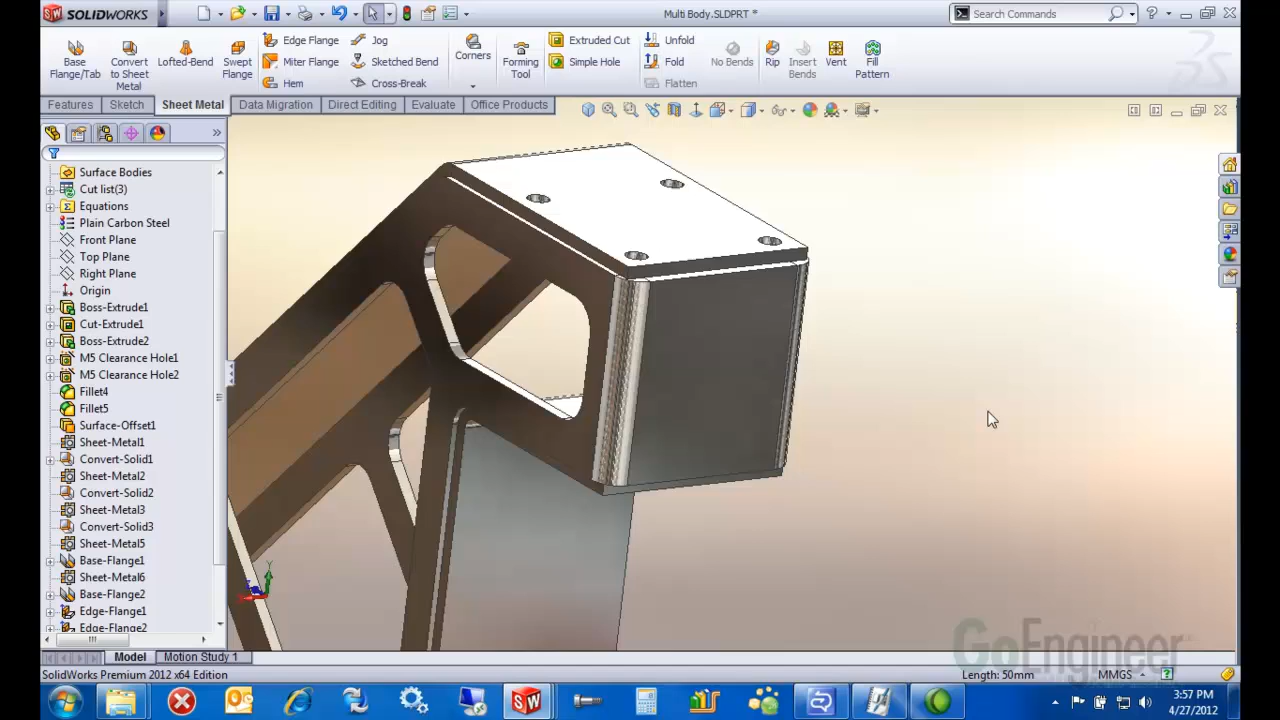 SOLIDWORKS
Multi Body.SLDPRT *
Search Commands
Base Flange/Tab
Convert to Sheet Metal
Lofted-Bend
Swept Flange
Edge Flange
Miter Flange
Hem
Jog
Sketched Bend
Cross-Break
Corners
Forming Tool
Extruded Cut
Simple Hole
Unfold
Fold
Flatten
No Bends
Rip
Insert Bends
Vent
Fill Pattern
Features Sketch Sheet Metal Data Migration Direct Editing Evaluate Office Products
Surface Bodies
Cut list(3)
Equations
Plain Carbon Steel
Front Plane
Top Plane
Right Plane
Origin
Boss-Extrude1
Cut-Extrude1
Boss-Extrude2
M5 Clearance Hole1
M5 Clearance Hole2
Fillet4
Fillet5
Surface-Offset1
Sheet-Metal1
Convert-Solid1
Sheet-Metal2
Convert-Solid2
Sheet-Metal3
Convert-Solid3
Sheet-Metal5
Base-Flange1
Sheet-Metal6
Base-Flange2
Edge-Flange1
Edge-Flange2
GoEngineer
Model Motion Study 1
SolidWorks Premium 2012 x64 Edition
Length: 50mm
MMGS
3:57 PM
4/27/2012